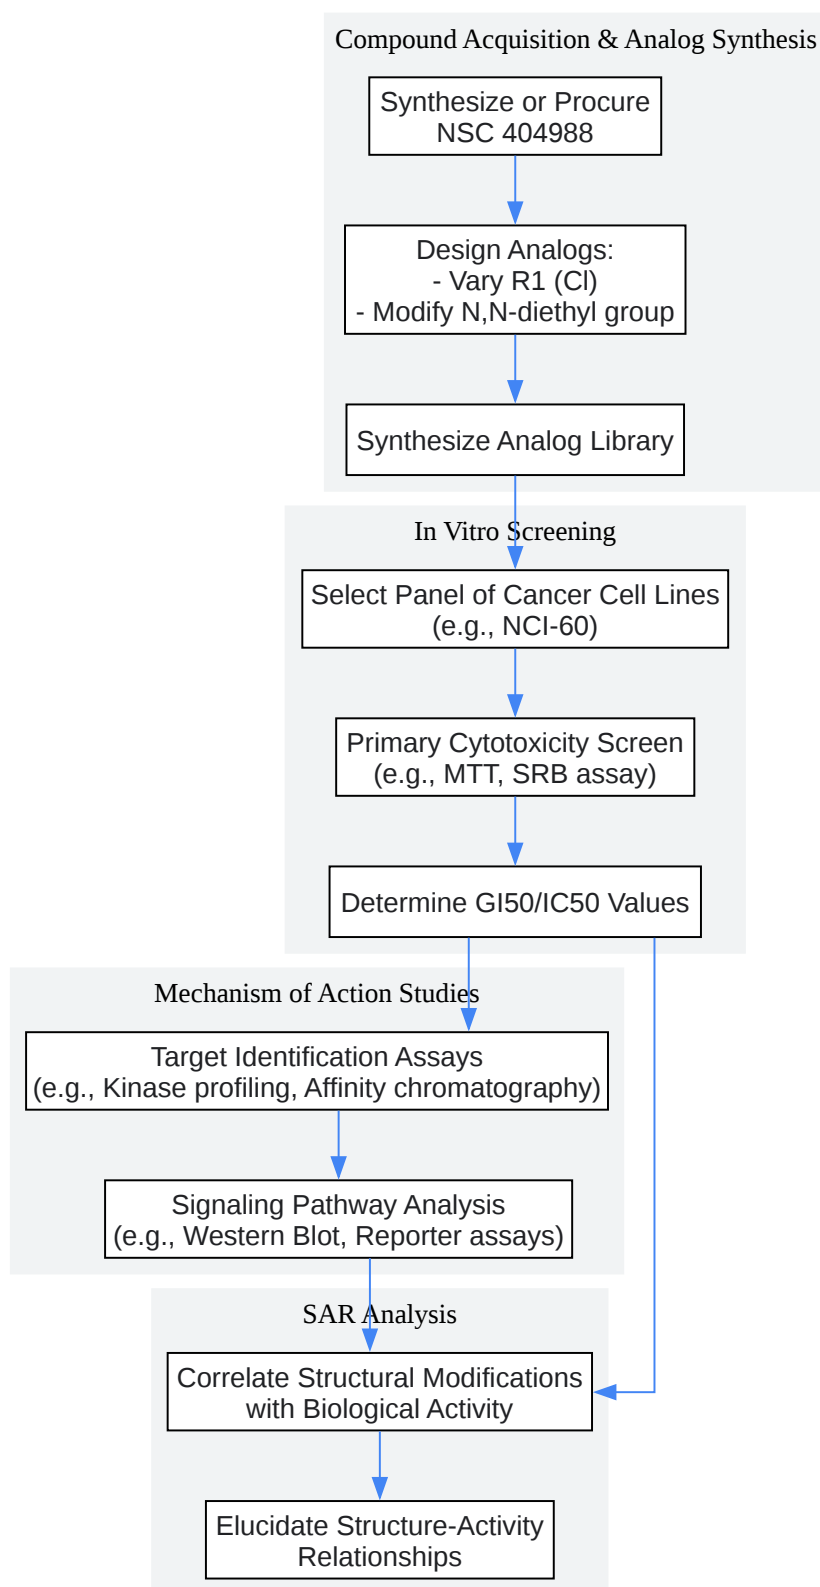 Compound Acquisition & Analog Synthesis
Synthesize or Procure
NSC 404988
Design Analogs:
- Vary R1 (Cl)
- Modify N,N-diethyl group
Synthesize Analog Library
In Vitro Screening
Select Panel of Cancer Cell Lines
(e.g., NCI-60)
Primary Cytotoxicity Screen
(e.g., MTT, SRB assay)
Determine GI50/IC50 Values
Mechanism of Action Studies
Target Identification Assays
(e.g., Kinase profiling, Affinity chromatography)
Signaling Pathway Analysis
(e.g., Western Blot, Reporter assays)
SAR Analysis
Correlate Structural Modifications
with Biological Activity
Elucidate Structure-Activity
Relationships